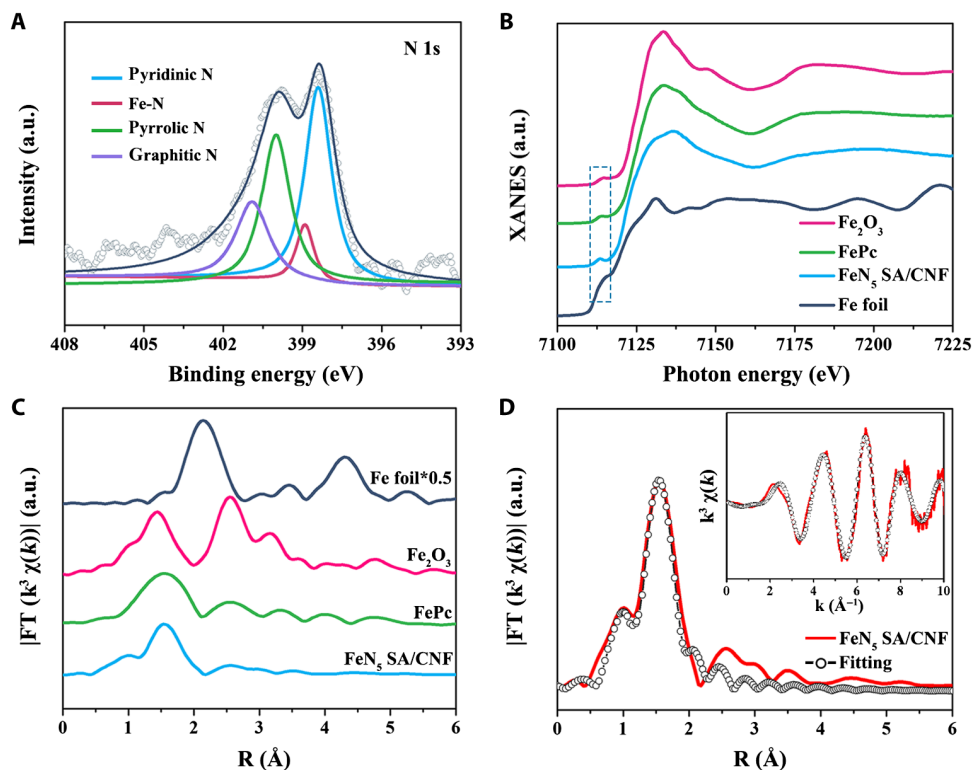 A
N 1s
Pyridinic N
Fe-N
Pyrrolic N
Graphitic N
Intensity (a.u.)
408 405 402 399 396 393
Binding energy (eV)
B
XANES (a.u.)
Fe₂O₃
FePc
FeN₅ SA/CNF
Fe foil
7100 7125 7150 7175 7200 7225
Photon energy (eV)
C
|FT (k³ χ(k))| (a.u.)
Fe foil*0.5
Fe₂O₃
FePc
FeN₅ SA/CNF
0 1 2 3 4 5 6
R (Å)
D
|FT (k³ χ(k))| (a.u.)
k³ χ(k)
0 2 4 6 8 10
k (Å⁻¹)
FeN₅ SA/CNF
Fitting
0 1 2 3 4 5 6
R (Å)